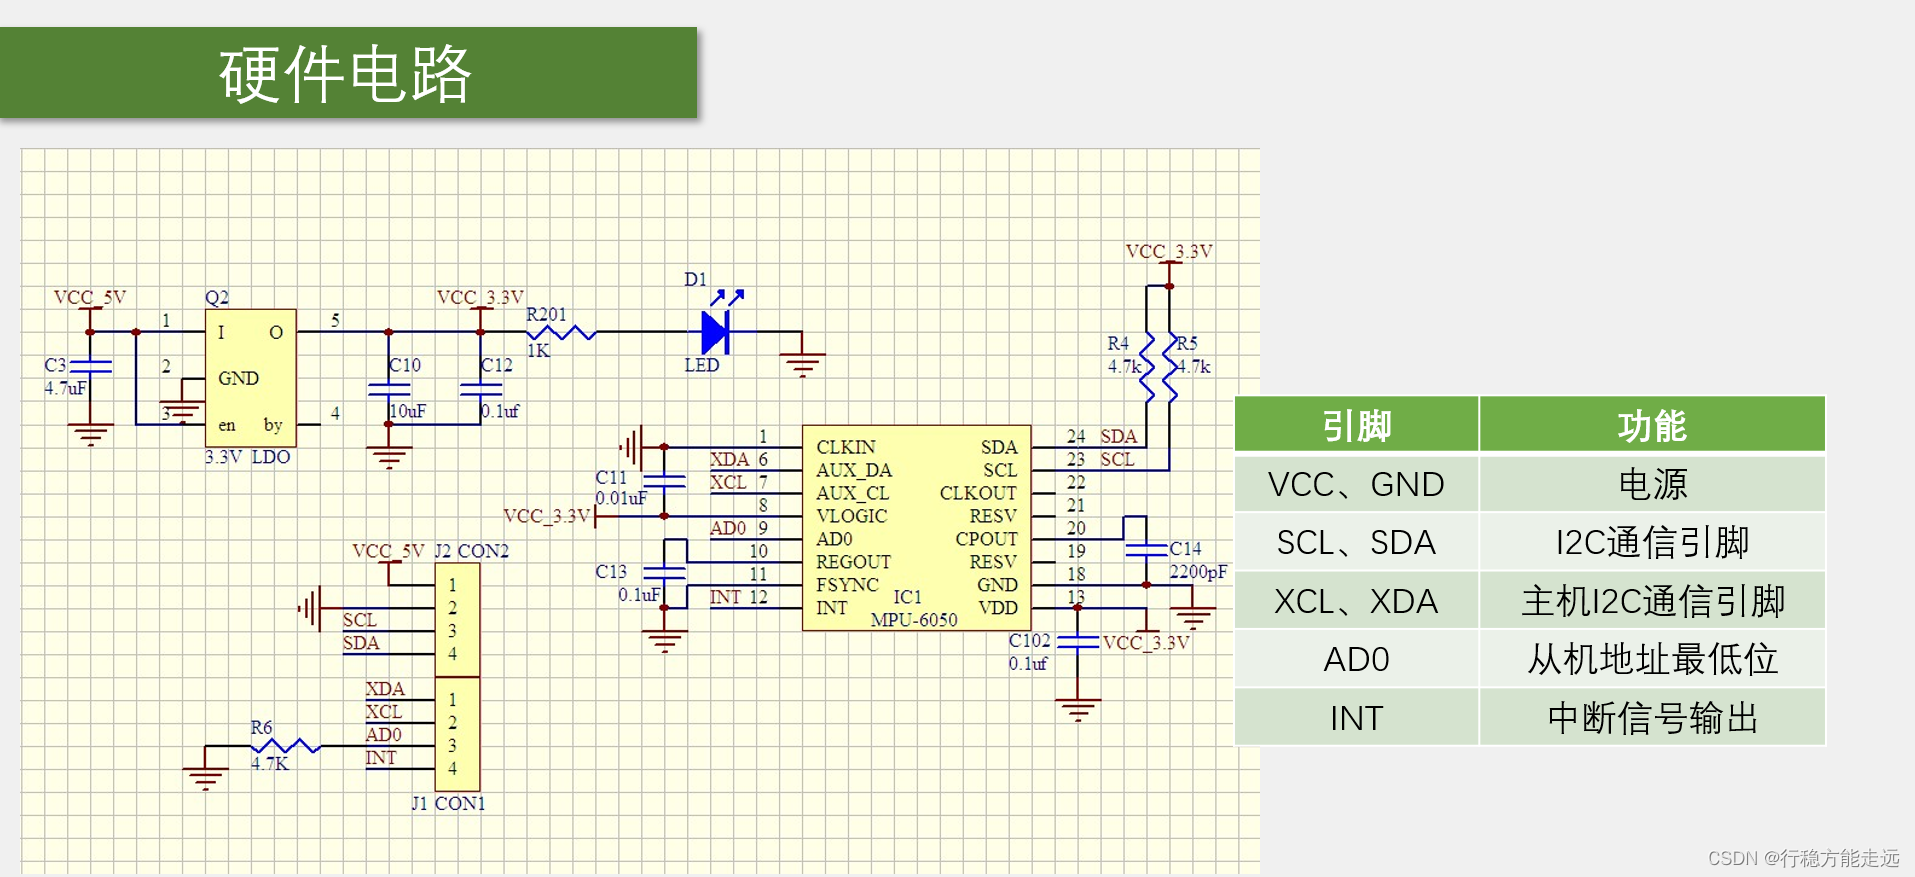 硬件电路
VCC_5V
Q2
1
I
O
5
2
GND
3
en
by
4
3.3V LDO
C3
4.7uF
VCC_3.3V
C10
10uF
C12
0.1uf
R201
1K
D1
LED
VCC_3.3V
R4
4.7k
R5
4.7k
1
CLKIN
XDA 6
AUX_DA
XCL 7
AUX_CL
8
VLOGIC
AD0 9
AD0
10
REGOUT
11
FSYNC
INT 12
INT
SDA
24 SDA
SCL
23 SCL
CLKOUT
22
RESV
21
CPOUT
20
RESV
19
GND
18
VDD
13
IC1
MPU-6050
C11
0.01uF
VCC_3.3V
C13
0.1uF
C14
2200pF
C102
0.1uf
VCC_3.3V
VCC_5V
J2 CON2
1
2
SCL
3
SDA
4
XDA
1
XCL
2
AD0
3
INT
4
R6
4.7K
J1 CON1
引脚 功能
VCC、GND 电源
SCL、SDA I2C通信引脚
XCL、XDA 主机I2C通信引脚
AD0 从机地址最低位
INT 中断信号输出
CSDN @行稳方能走远